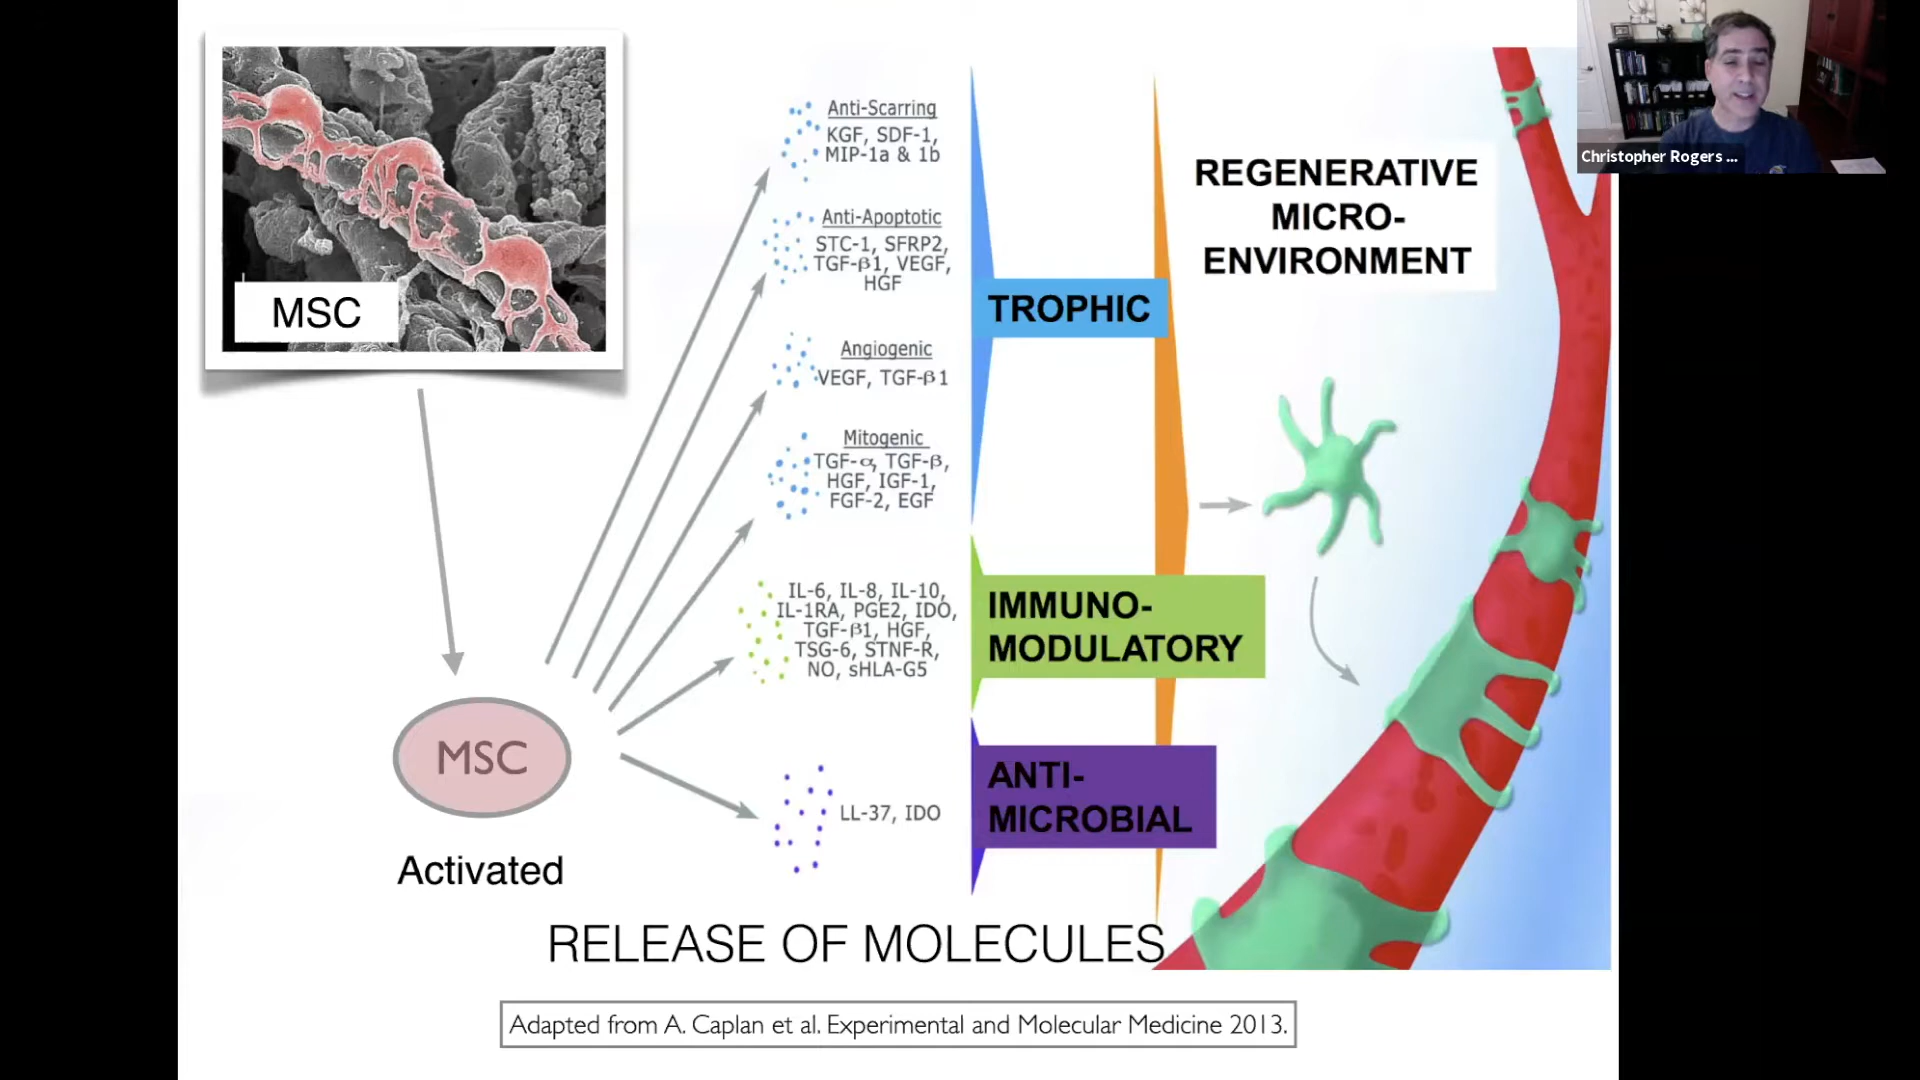 MSC
Anti-Scarring
KGF, SDF-1,
MIP-1a & 1b
Anti-Apoptotic
STC-1, SFRP2,
TGF-β1, VEGF,
HGF
Angiogenic
VEGF, TGF-β1
Mitogenic
TGF-α, TGF-β,
HGF, IGF-1,
FGF-2, EGF
IL-6, IL-8, IL-10,
IL-1RA, PGE2, IDO,
TGF-β1, HGF,
TSG-6, STNF-R,
NO, sHLA-G5
LL-37, IDO
TROPHIC
IMMUNO-
MODULATORY
ANTI-
MICROBIAL
REGENERATIVE
MICRO-
ENVIRONMENT
Christopher Rogers ...
MSC
Activated
RELEASE OF MOLECULES
Adapted from A. Caplan et al. Experimental and Molecular Medicine 2013.